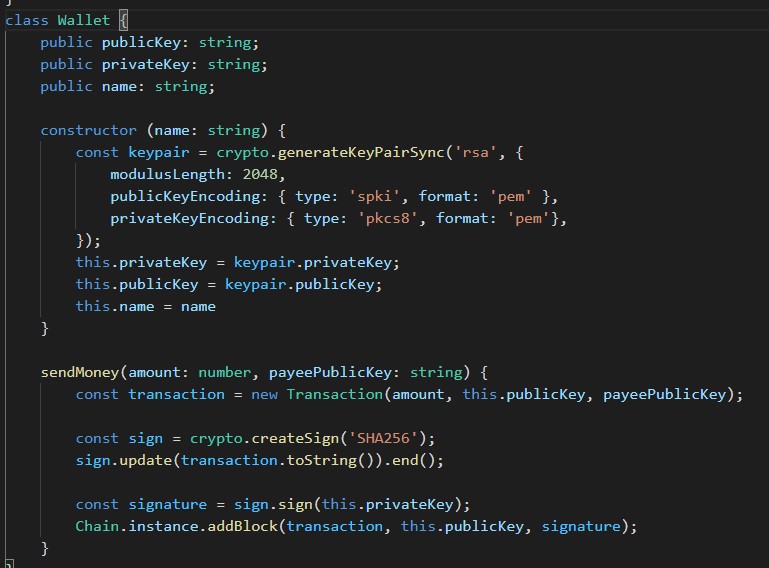 }
class Wallet {
    public publicKey: string;
    public privateKey: string;
    public name: string;

    constructor (name: string) {
        const keypair = crypto.generateKeyPairSync('rsa', {
            modulusLength: 2048,
            publicKeyEncoding: { type: 'spki', format: 'pem' },
            privateKeyEncoding: { type: 'pkcs8', format: 'pem'},
        });
        this.privateKey = keypair.privateKey;
        this.publicKey = keypair.publicKey;
        this.name = name
    }

    sendMoney(amount: number, payeePublicKey: string) {
        const transaction = new Transaction(amount, this.publicKey, payeePublicKey);

        const sign = crypto.createSign('SHA256');
        sign.update(transaction.toString()).end();

        const signature = sign.sign(this.privateKey);
        Chain.instance.addBlock(transaction, this.publicKey, signature);
    }
}